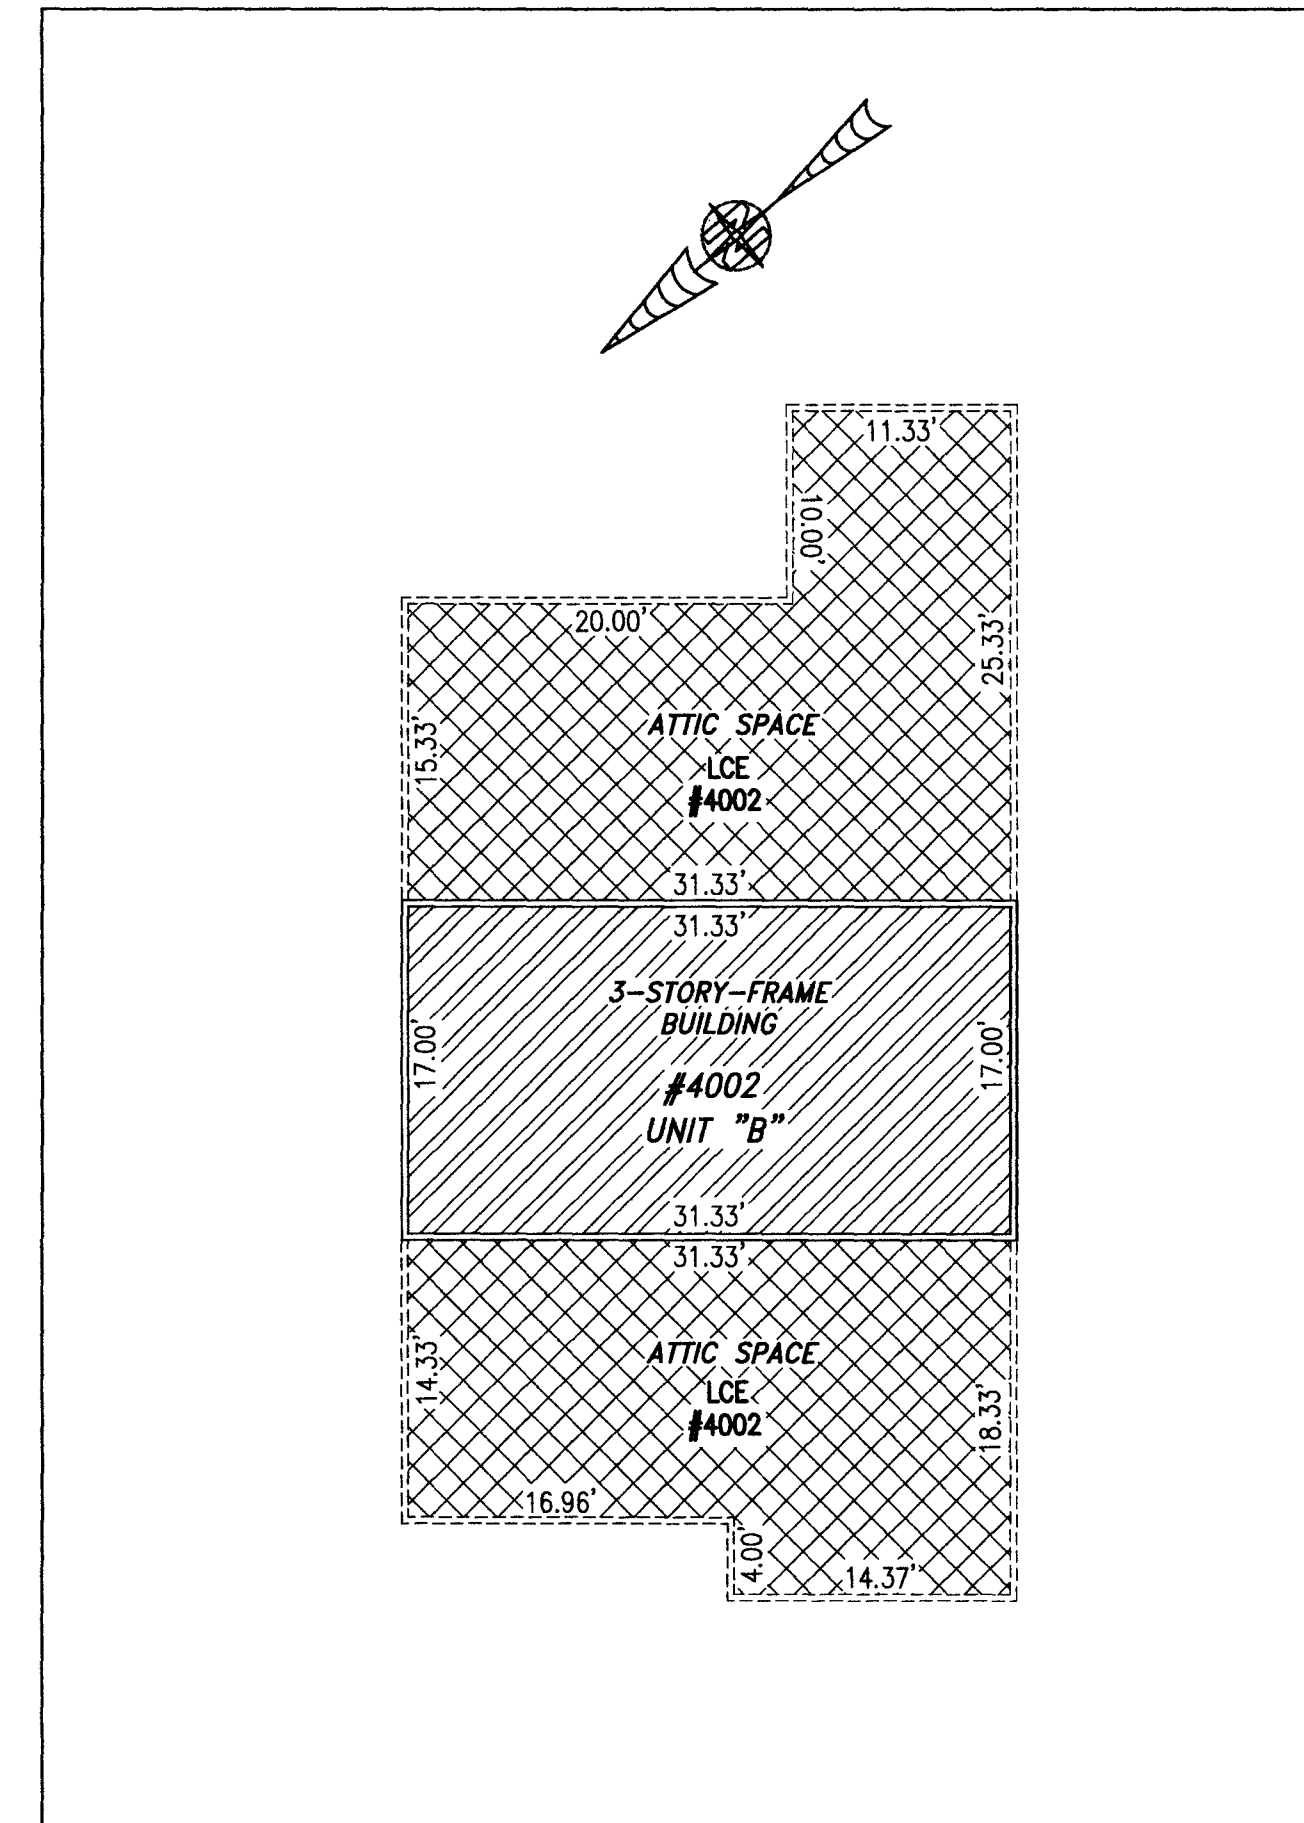 11.33'
10.00'
20.00'
25.33'
15.33'
ATTIC SPACE
LCE
#4002
31.33'
31.33'
3-STORY-FRAME
BUILDING
17.00'
17.00'
#4002
UNIT "B"
31.33'
31.33'
ATTIC SPACE
14.33'
LCE
#4002
18.33'
16.96'
4.00'
14.37'